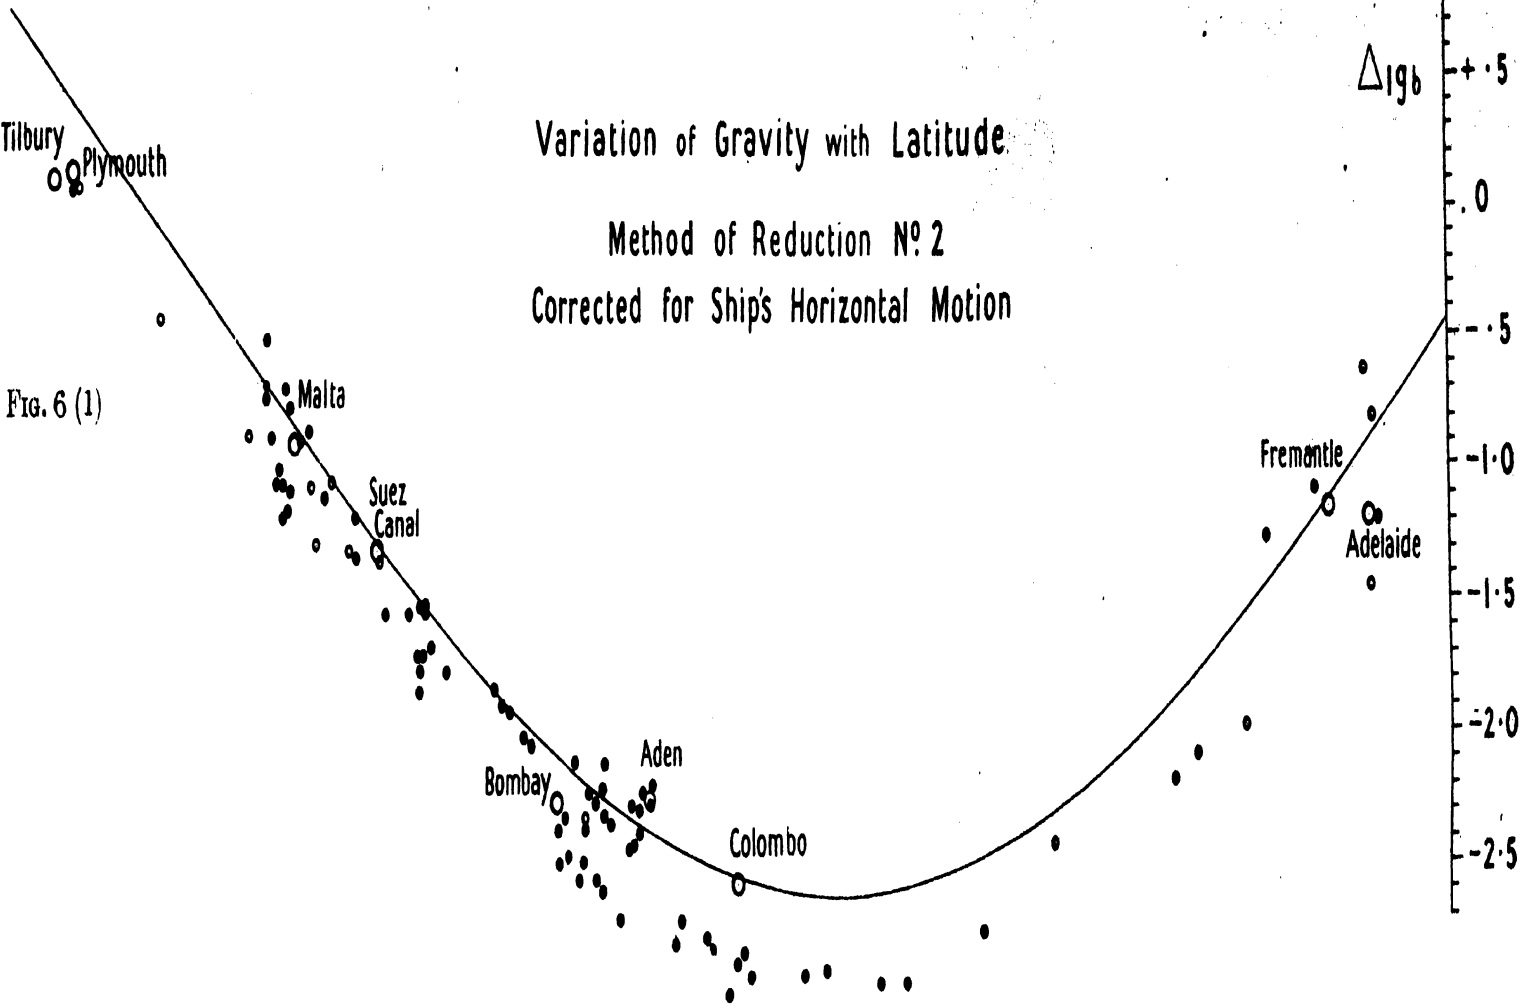 Δigb
+.5
Tilbury
Plymouth
Variation of Gravity with Latitude
.0
Method of Reduction Nº 2
Corrected for Ship's Horizontal Motion
-.5
FIG. 6 (1)
Malta
Fremantle
-1.0
Suez
Canal
Adelaide
-1.5
-2.0
Aden
Bombay
Colombo
-2.5